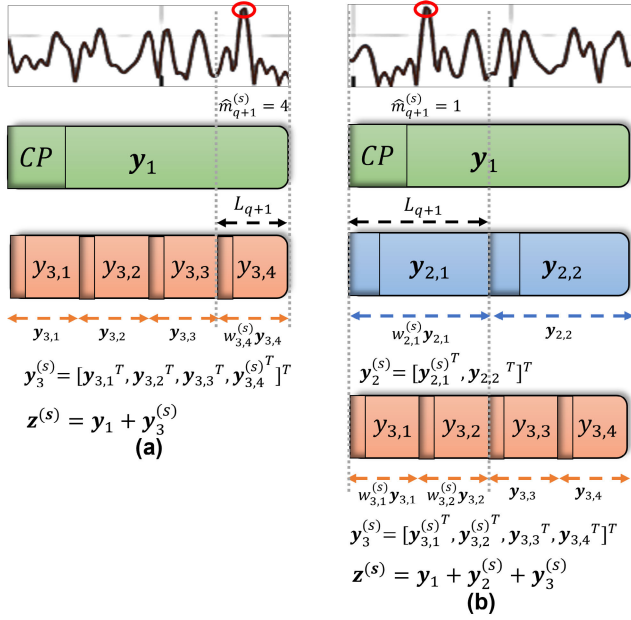 m̂_{q+1}^{(s)} = 4
CP y₁
L_{q+1}
y_{3,1} y_{3,2} y_{3,3} y_{3,4}
y_{3,1} y_{3,2} y_{3,3} w_{3,4}^{(s)} y_{3,4}
y_3^{(s)} = [y_{3,1}^T, y_{3,2}^T, y_{3,3}^T, y_{3,4}^{(s)^T}]^T
z^{(s)} = y_1 + y_3^{(s)}
(a)
m̂_{q+1}^{(s)} = 1
CP y₁
L_{q+1}
y_{2,1} y_{2,2}
w_{2,1}^{(s)} y_{2,1} y_{2,2}
y_2^{(s)} = [y_{2,1}^{(s)^T}, y_{2,2}^T]^T
y_{3,1} y_{3,2} y_{3,3} y_{3,4}
w_{3,1}^{(s)} y_{3,1} w_{3,2}^{(s)} y_{3,2} y_{3,3} y_{3,4}
y_3^{(s)} = [y_{3,1}^{(s)^T}, y_{3,2}^{(s)^T}, y_{3,3}^T, y_{3,4}^T]^T
z^{(s)} = y_1 + y_2^{(s)} + y_3^{(s)}
(b)